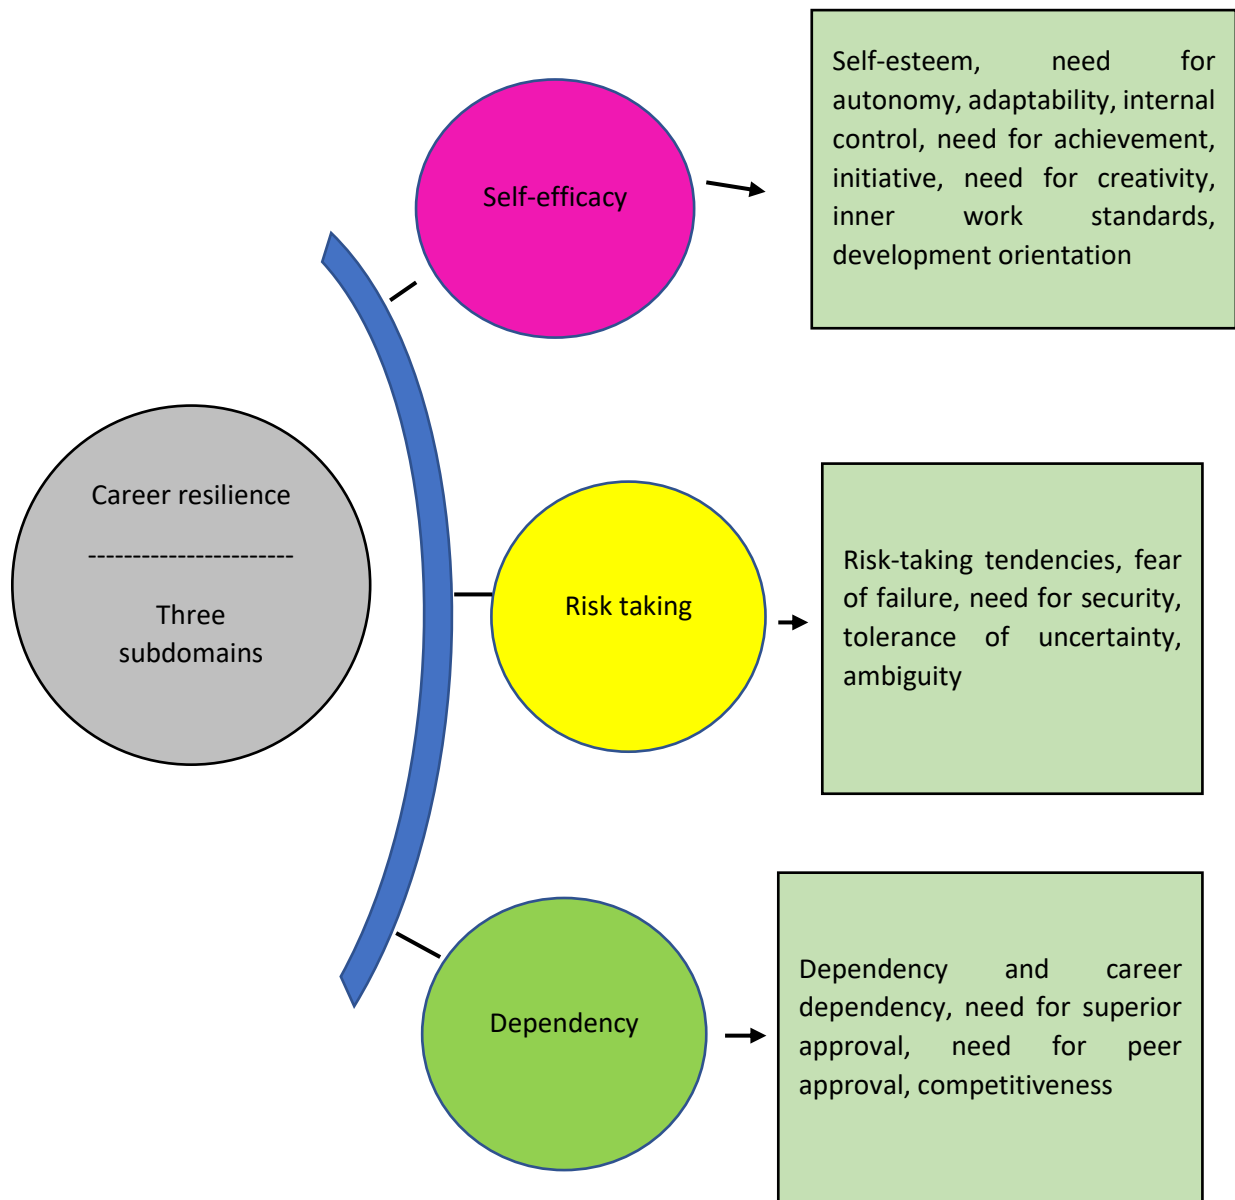 Self-esteem, need for
autonomy, adaptability, internal
control, need for achievement,
initiative, need for creativity,
inner work standards,
development orientation
Self-efficacy
Career resilience
-----------------------
Three
subdomains
Risk taking
Risk-taking tendencies, fear
of failure, need for security,
tolerance of uncertainty,
ambiguity
Dependency
Dependency and career
dependency, need for superior
approval, need for peer
approval, competitiveness